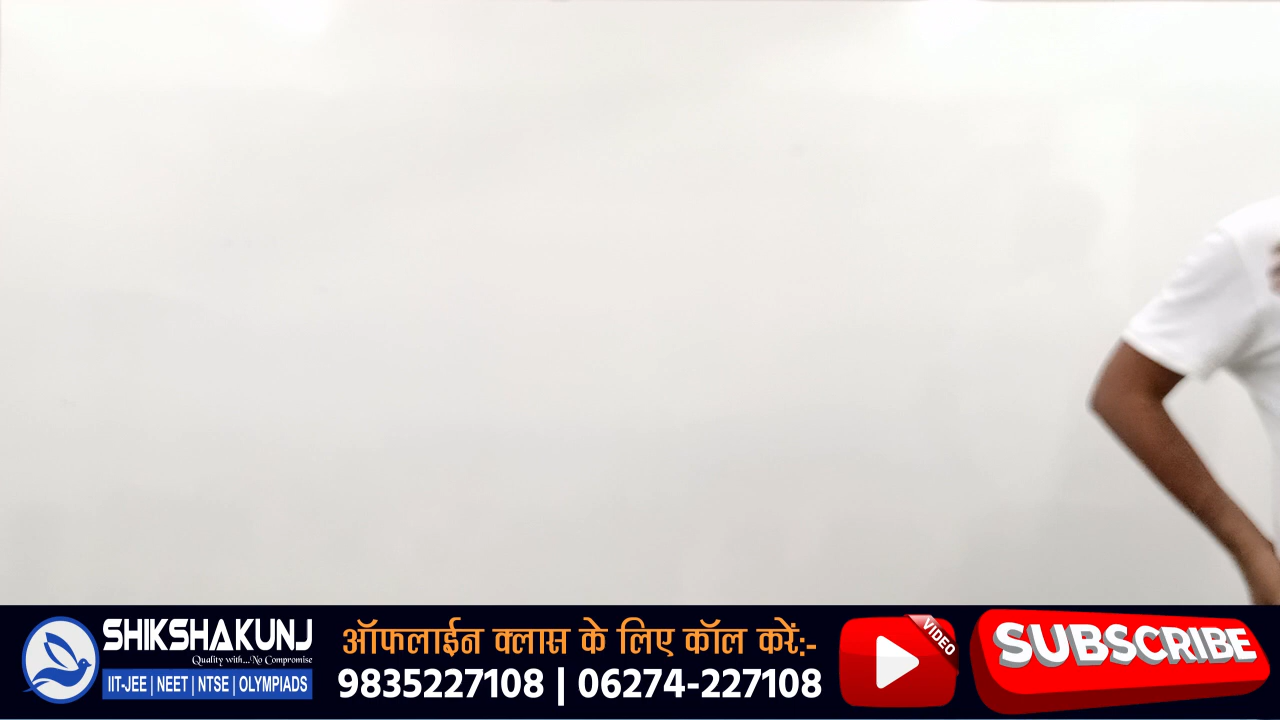 SHIKSHAKUNJ
Quality with...!No Compromise
IIT-JEE | NEET | NTSE | OLYMPIADS
ऑफलाईन क्लास के लिए कॉल करें:-
9835227108 | 06274-227108
VIDEO
SUBSCRIBE